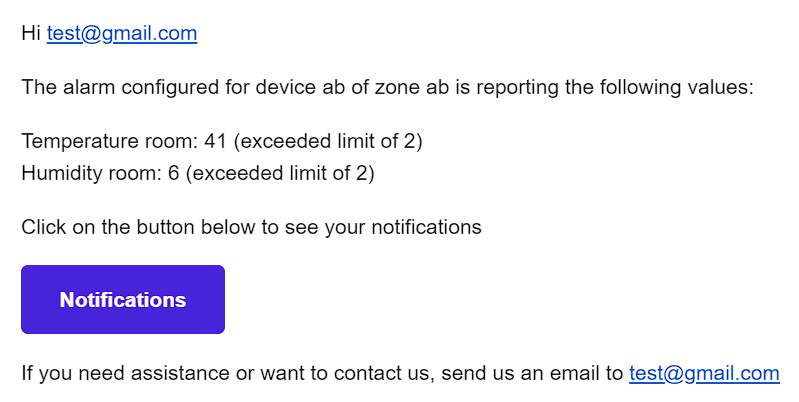 Hi test@gmail.com
The alarm configured for device ab of zone ab is reporting the following values:
Temperature room: 41 (exceeded limit of 2)
Humidity room: 6 (exceeded limit of 2)
Click on the button below to see your notifications
Notifications
If you need assistance or want to contact us, send us an email to test@gmail.com